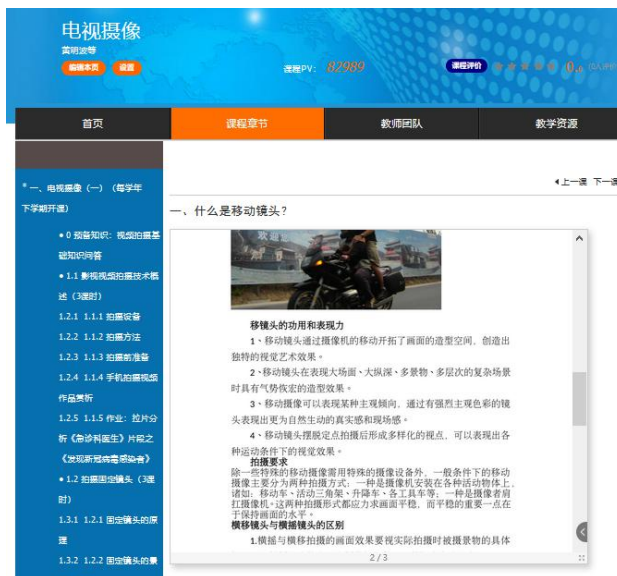 电视摄像
黄明波等
编辑本页 设置
课程PV: 82989
课程评价
0.0
首页 课程章节 教师团队 教学资源
上一课 下一课
一、电视摄像（一）（每学年
下学期开课）
0 预备知识：视频拍摄基
础知识问答
1.1 影视视频拍摄技术概
述（3课时）
1.2.1 1.1.1 拍摄设备
1.2.2 1.1.2 拍摄方法
1.2.3 1.1.3 拍摄前准备
1.2.4 1.1.4 手机拍摄视频
作品赏析
1.2.5 1.1.5 作业：拉片分
析《急诊科医生》片段之
《发现新冠病毒感染者》
1.2 拍摄固定镜头（3课
时）
1.3.1 1.2.1 固定镜头的原
理
1.3.2 1.2.2 固定镜头的景
一、什么是移动镜头？
欢迎
移镜头的功用和表现力
1、移动镜头通过摄像机的移动开拓了画面的造型空间，创造出
独特的视觉艺术效果。
2、移动镜头在表现大场面、大纵深、多景物、多层次的复杂场景
时具有气势恢宏的造型效果。
3、移动摄像可以表现某种主观倾向，通过有强烈主观色彩的镜
头表现出更为自然生动的真实感和现场感。
4、移动镜头摆脱定点拍摄后形成多样化的视点，可以表现出各
种运动条件下的视觉效果。
拍摄要求
除一些特殊的移动摄像需用特殊的摄像设备外，一般条件下的移动
摄像主要分为两种拍摄方式：一种是摄像机安在各种活动物体上，
诸如：移动车、活动三角架、升降车、各工具车等；一种是摄像者肩
扛摄像机。这两种拍摄形式都应力求画面平稳，而平稳的重要一点在
于保持画面的水平。
横移镜头与横摇镜头的区别
1.横摇与横移拍摄的画面效果要视实际拍摄时被摄景物的具体
2 / 3